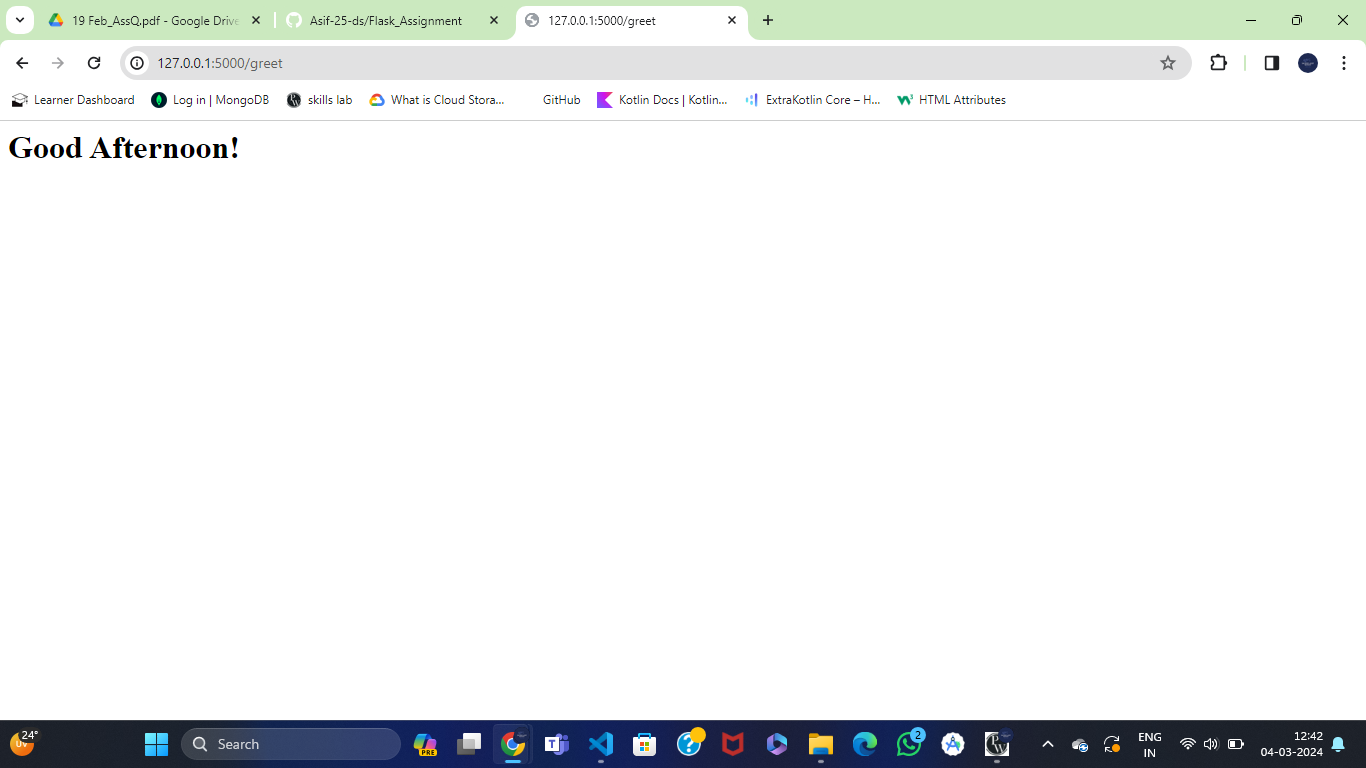 19 Feb_AssQ.pdf - Google Drive
Asif-25-ds/Flask_Assignment
127.0.0.1:5000/greet
127.0.0.1:5000/greet
Learner Dashboard
Log in | MongoDB
skills lab
What is Cloud Stora...
GitHub
Kotlin Docs | Kotlin...
ExtraKotlin Core – H...
HTML Attributes
Good Afternoon!
24°
UV
Search
PRE
2
ENG
IN
12:42
04-03-2024